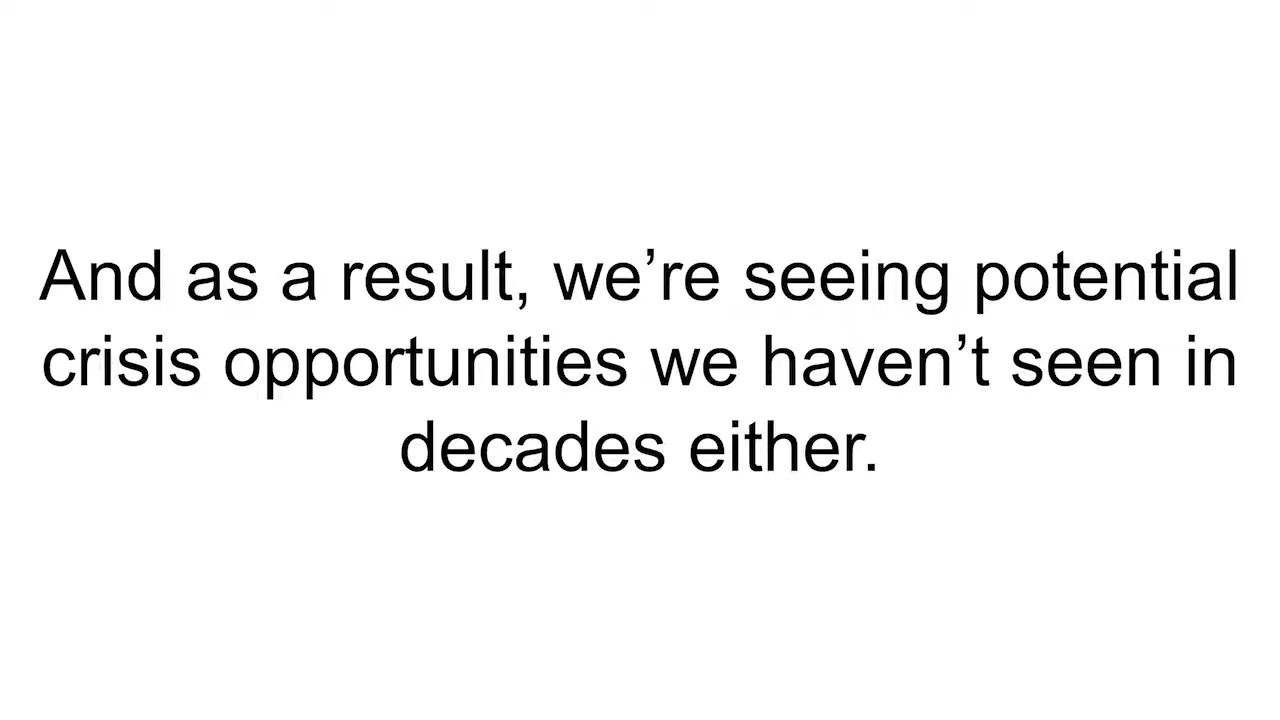 And as a result, we’re seeing potential
crisis opportunities we haven’t seen in
decades either.